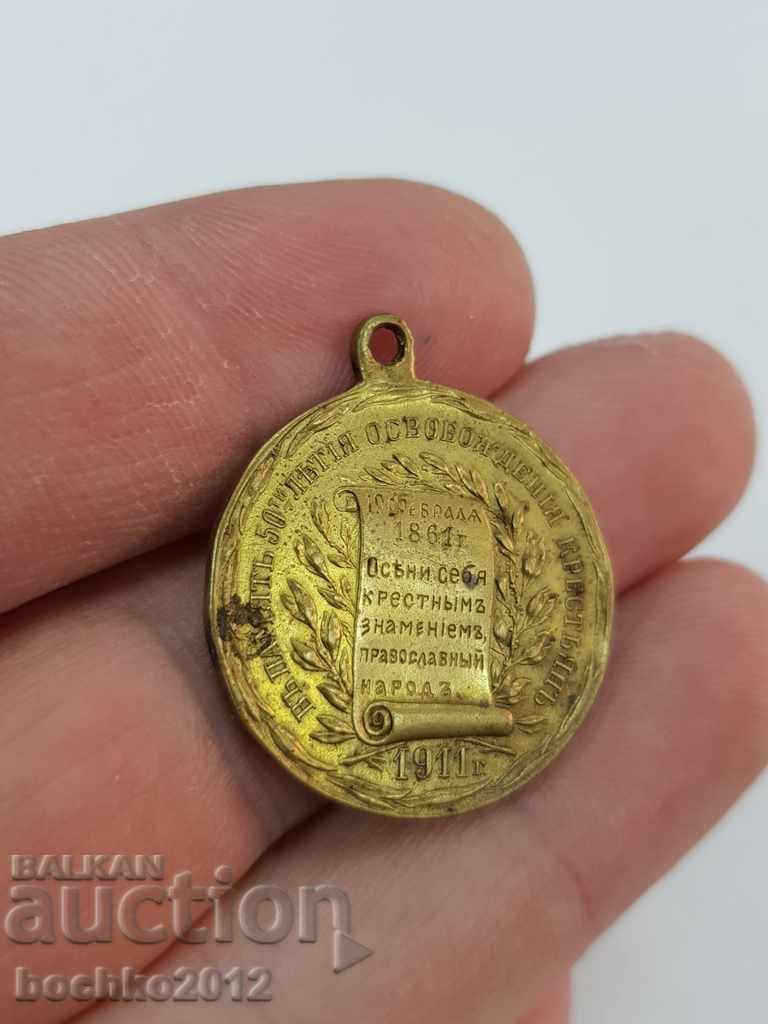 ВЪ ПАМЯТЬ 50ТИ ЛѢТІЯ ОСВОБОЖДЕНІЯ КРЕСТЬЯНЪ
19 ФЕВРАЛЯ
1861 г.
Осѣни себя
крестнымъ
знаменіемъ,
православный
народъ.
1911 г.
BALKAN
auction
bochko2012